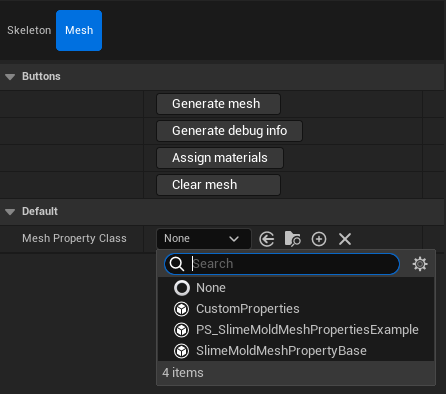 Skeleton Mesh
Buttons
Generate mesh
Generate debug info
Assign materials
Clear mesh
Default
Mesh Property Class None
Search
None
CustomProperties
PS_SlimeMoldMeshPropertiesExample
SlimeMoldMeshPropertyBase
4 items